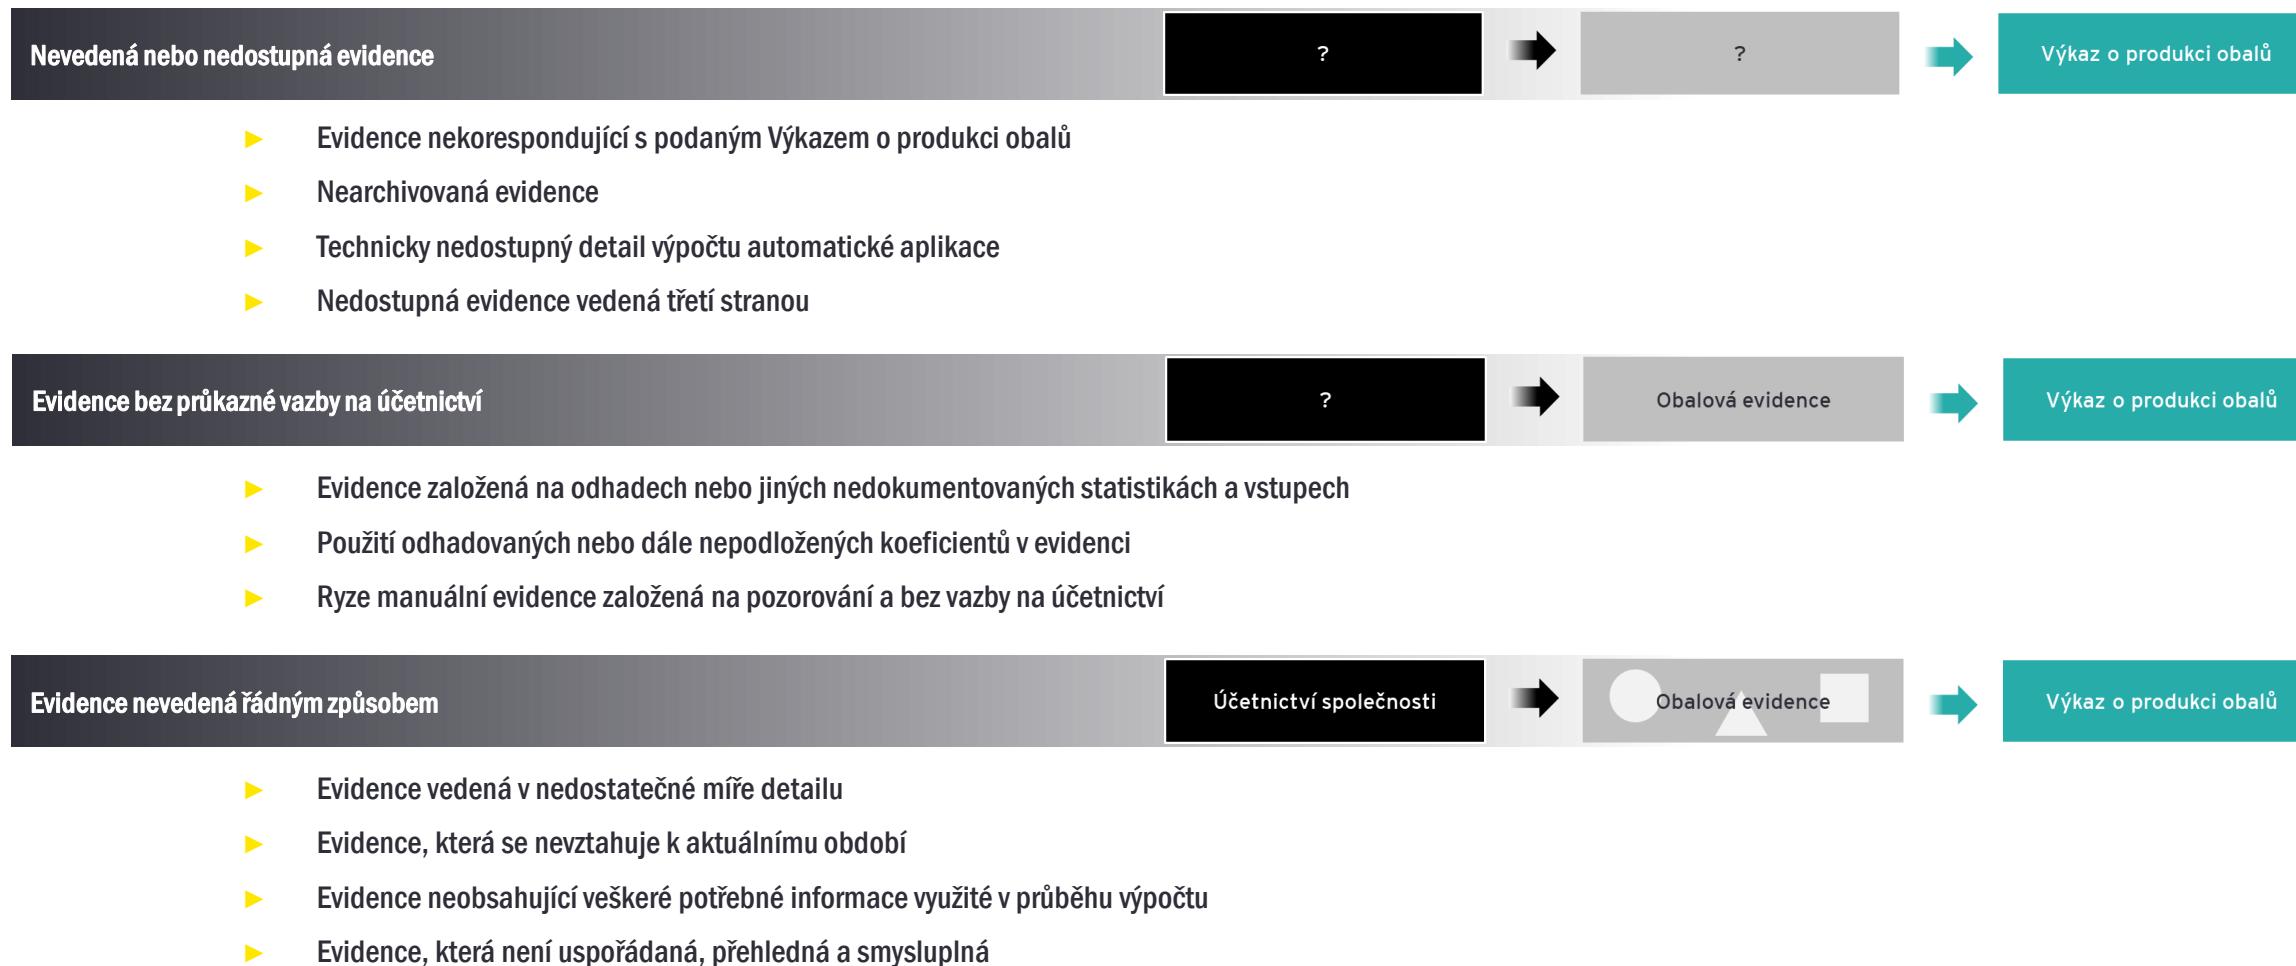 Nevedená nebo nedostupná evidence
?
?
Výkaz o produkci obalů
► Evidence nekorespondující s podaným Výkazem o produkci obalů
► Nearchivovaná evidence
► Technicky nedostupný detail výpočtu automatické aplikace
► Nedostupná evidence vedená třetí stranou
Evidence bez průkazné vazby na účetnictví
?
Obalová evidence
Výkaz o produkci obalů
► Evidence založená na odhadech nebo jiných nedokumentovaných statistikách a vstupech
► Použití odhadovaných nebo dále nepodložených koeficientů v evidenci
► Ryze manuální evidence založená na pozorování a bez vazby na účetnictví
Evidence nevedená řádným způsobem
Účetnictví společnosti
Obalová evidence
Výkaz o produkci obalů
► Evidence vedená v nedostatečné míře detailu
► Evidence, která se nevztahuje k aktuálnímu období
► Evidence neobsahující veškeré potřebné informace využité v průběhu výpočtu
► Evidence, která není uspořádaná, přehledná a smysluplná